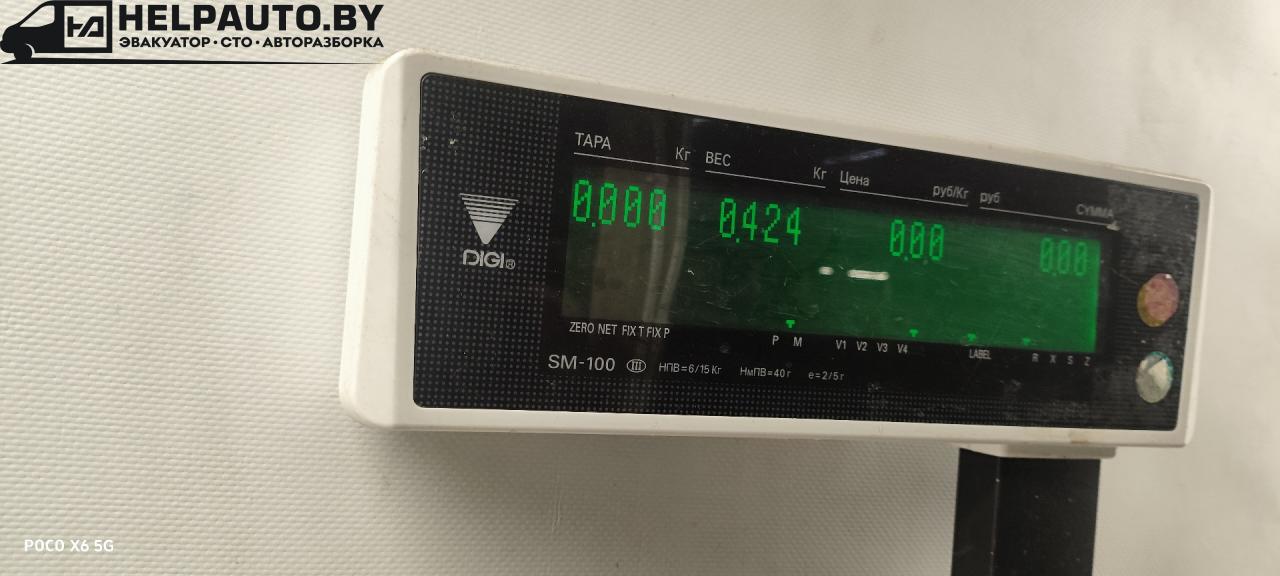 HELPAUTO.BY
ЭВАКУАТОР · СТО · АВТОРАЗБОРКА
ТАРА Кг ВЕС Кг Цена руб/Кг руб СУММА
0.000 0.424 0.00 0.00
DIGI®
ZERO NET FIX T FIX P P M V1 V2 V3 V4 LABEL R X S Z
SM-100 III НПВ=6/15 Кг НмПВ=40 г e=2/5 г
POCO X6 5G